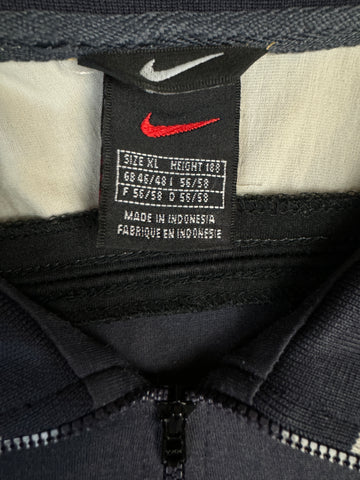 SIZE XL HEIGHT 188
GB 46/48 I 56/58
F 56/58 D 56/58
MADE IN INDONESIA
FABRIQUE EN INDONESIE